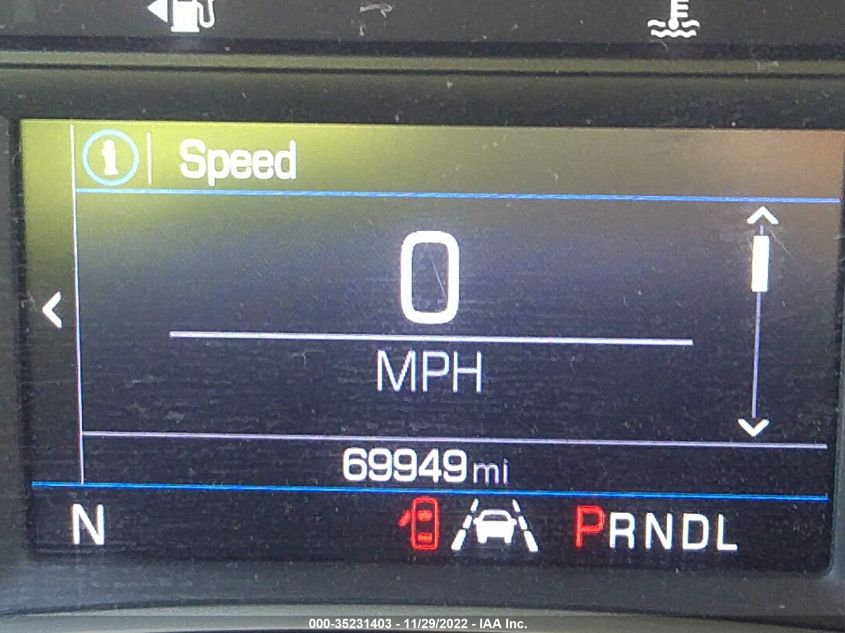 Speed
0
MPH
69949 mi
N PRNDL
000-35231403 - 11/29/2022 - IAA Inc.